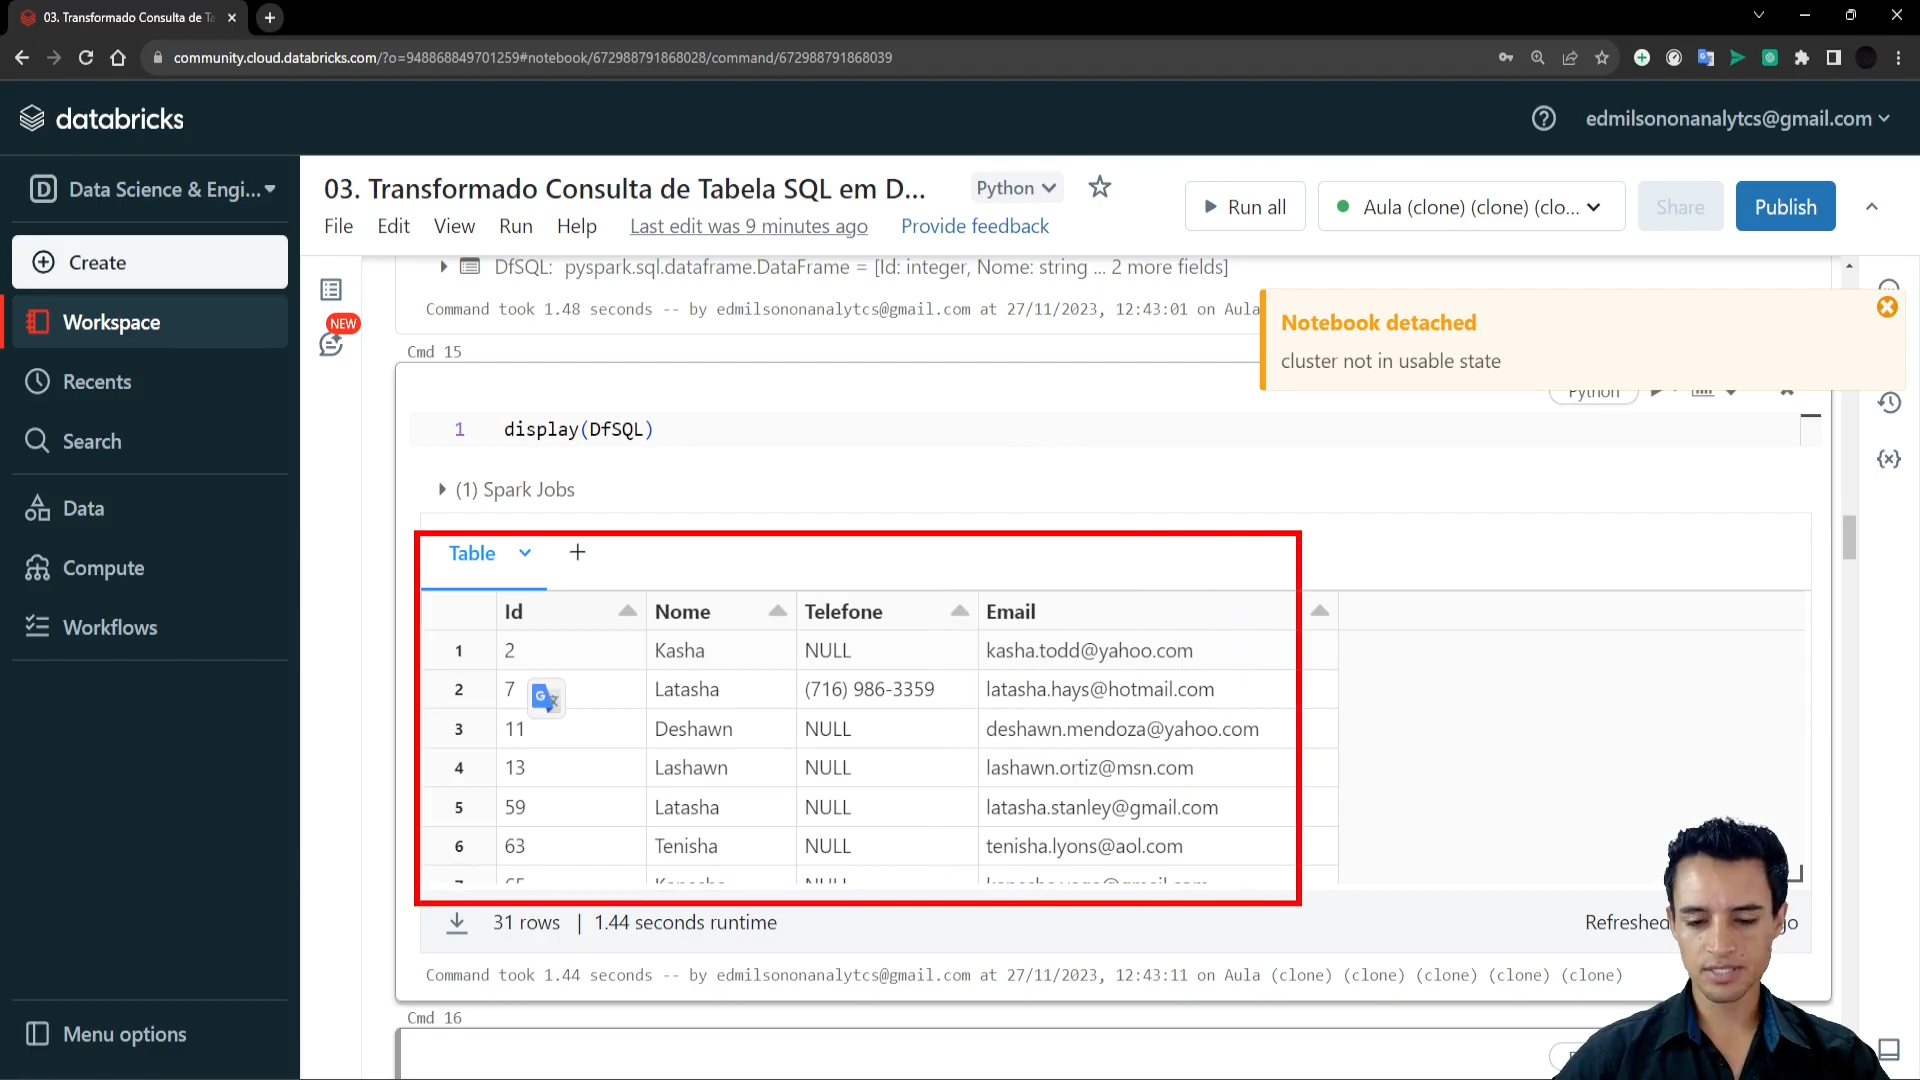 03. Transformado Consulta de Ta
community.cloud.databricks.com/?o=948868849701259#notebook/672988791868028/command/672988791868039
databricks
edmilsononanalytcs@gmail.com
D Data Science & Engi...
03. Transformado Consulta de Tabela SQL em D...
Python
Run all
Aula (clone) (clone) (clo...
Share
Publish
File Edit View Run Help Last edit was 9 minutes ago Provide feedback
Create
Workspace
Recents
Search
Data
Compute
Workflows
Menu options
NEW
DfSQL: pyspark.sql.dataframe.DataFrame = [Id: integer, Nome: string ... 2 more fields]
Command took 1.48 seconds -- by edmilsononanalytcs@gmail.com at 27/11/2023, 12:43:01 on Aula
Notebook detached
cluster not in usable state
Cmd 15
Python
1 display(DfSQL)
(1) Spark Jobs
Table +
Id Nome Telefone Email
1 2 Kasha NULL kasha.todd@yahoo.com
2 7 Latasha (716) 986-3359 latasha.hays@hotmail.com
3 11 Deshawn NULL deshawn.mendoza@yahoo.com
4 13 Lashawn NULL lashawn.ortiz@msn.com
5 59 Latasha NULL latasha.stanley@gmail.com
6 63 Tenisha NULL tenisha.lyons@aol.com
31 rows | 1.44 seconds runtime
Refreshed
Command took 1.44 seconds -- by edmilsononanalytcs@gmail.com at 27/11/2023, 12:43:11 on Aula (clone) (clone) (clone) (clone) (clone)
Cmd 16